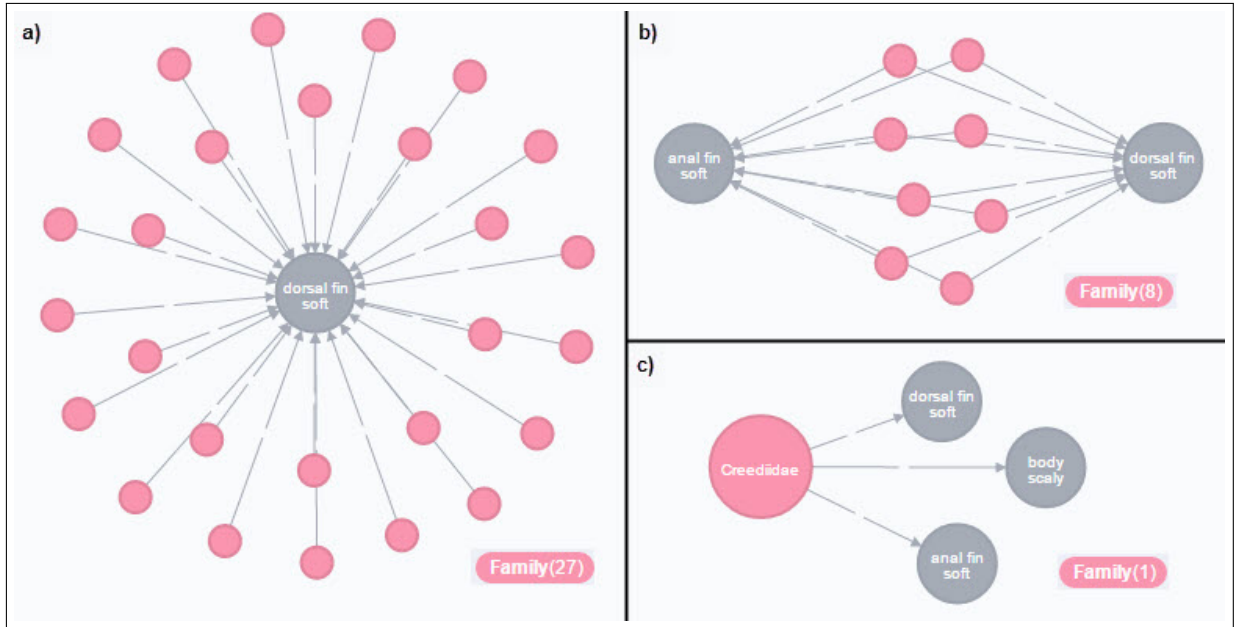 a)
dorsal fin
soft
Family(27)
b)
anal fin
soft
dorsal fin
soft
Family(8)
c)
Creediidae
dorsal fin
soft
body
scaly
anal fin
soft
Family(1)